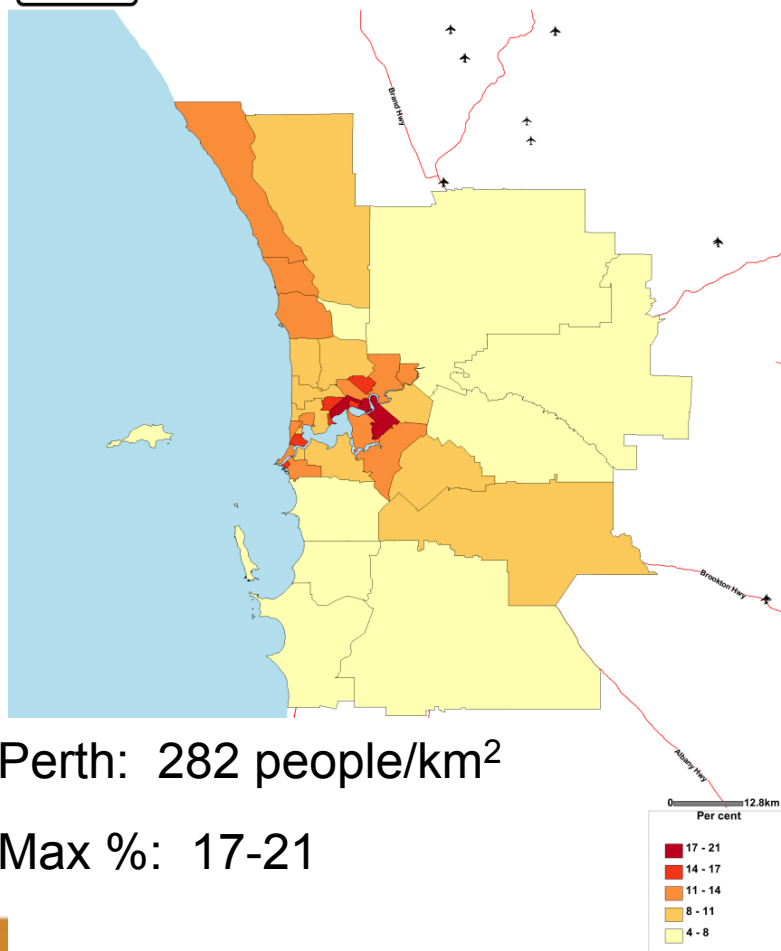 Brand Hwy
Brookton Hwy
Albany Hwy
Perth: 282 people/km²
Max %: 17-21
0 12.8km
Per cent
17 - 21
14 - 17
11 - 14
8 - 11
4 - 8